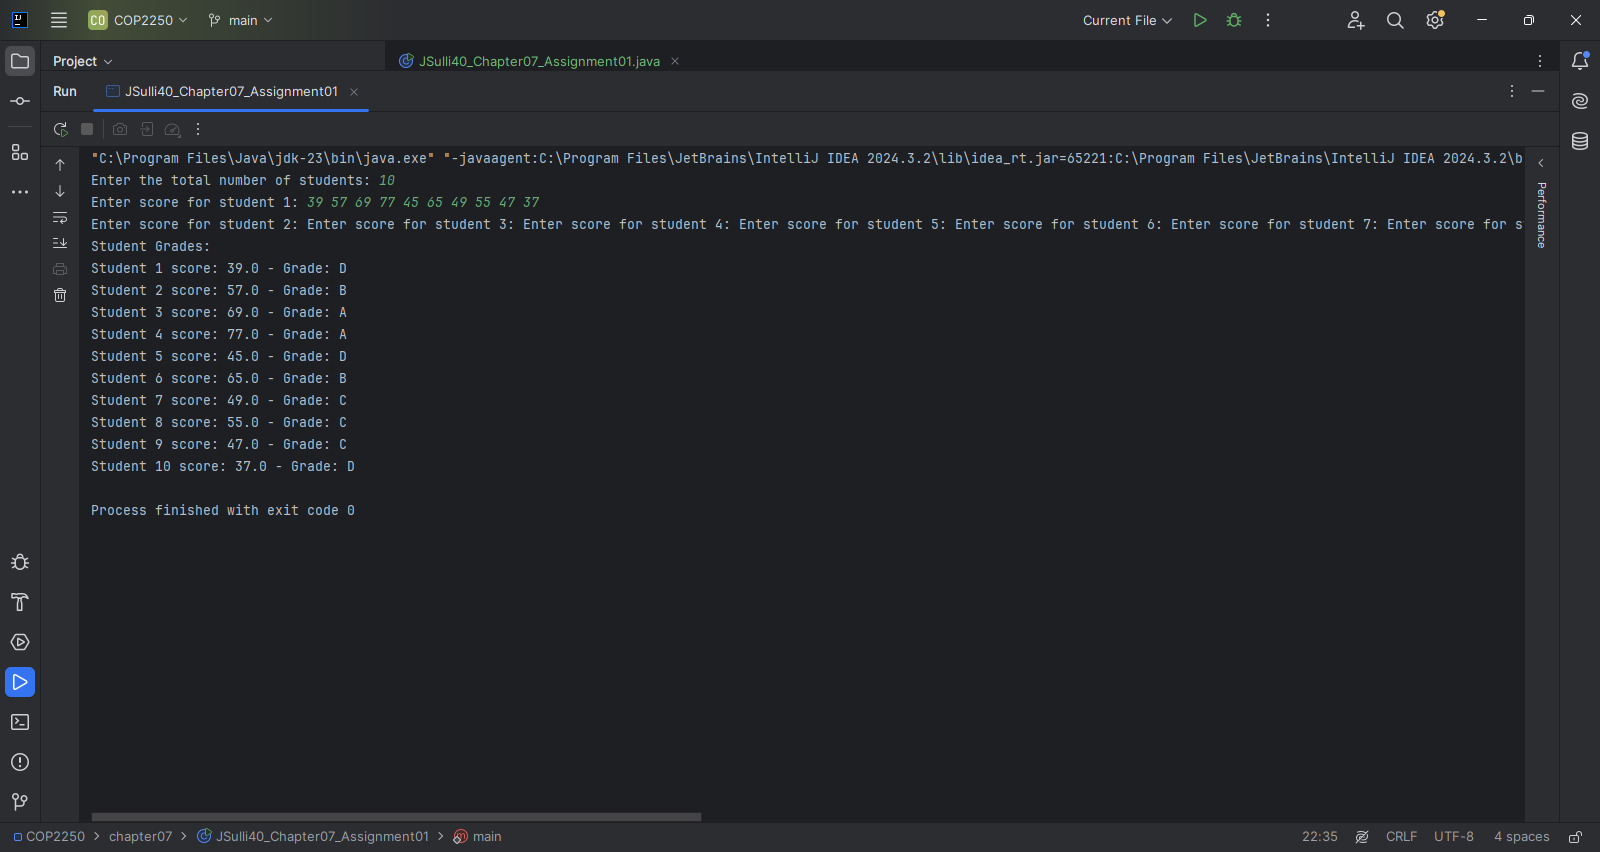 CO COP2250 main Current File
Project JSulli40_Chapter07_Assignment01.java
Run JSulli40_Chapter07_Assignment01
"C:\Program Files\Java\jdk-23\bin\java.exe" "-javaagent:C:\Program Files\JetBrains\IntelliJ IDEA 2024.3.2\lib\idea_rt.jar=65221:C:\Program Files\JetBrains\IntelliJ IDEA 2024.3.2\b
Enter the total number of students: 10
Enter score for student 1: 39 57 69 77 45 65 49 55 47 37
Enter score for student 2: Enter score for student 3: Enter score for student 4: Enter score for student 5: Enter score for student 6: Enter score for student 7: Enter score for s
Student Grades:
Student 1 score: 39.0 - Grade: D
Student 2 score: 57.0 - Grade: B
Student 3 score: 69.0 - Grade: A
Student 4 score: 77.0 - Grade: A
Student 5 score: 45.0 - Grade: D
Student 6 score: 65.0 - Grade: B
Student 7 score: 49.0 - Grade: C
Student 8 score: 55.0 - Grade: C
Student 9 score: 47.0 - Grade: C
Student 10 score: 37.0 - Grade: D
Process finished with exit code 0
Performance
COP2250 > chapter07 > JSulli40_Chapter07_Assignment01 > main 22:35 CRLF UTF-8 4 spaces